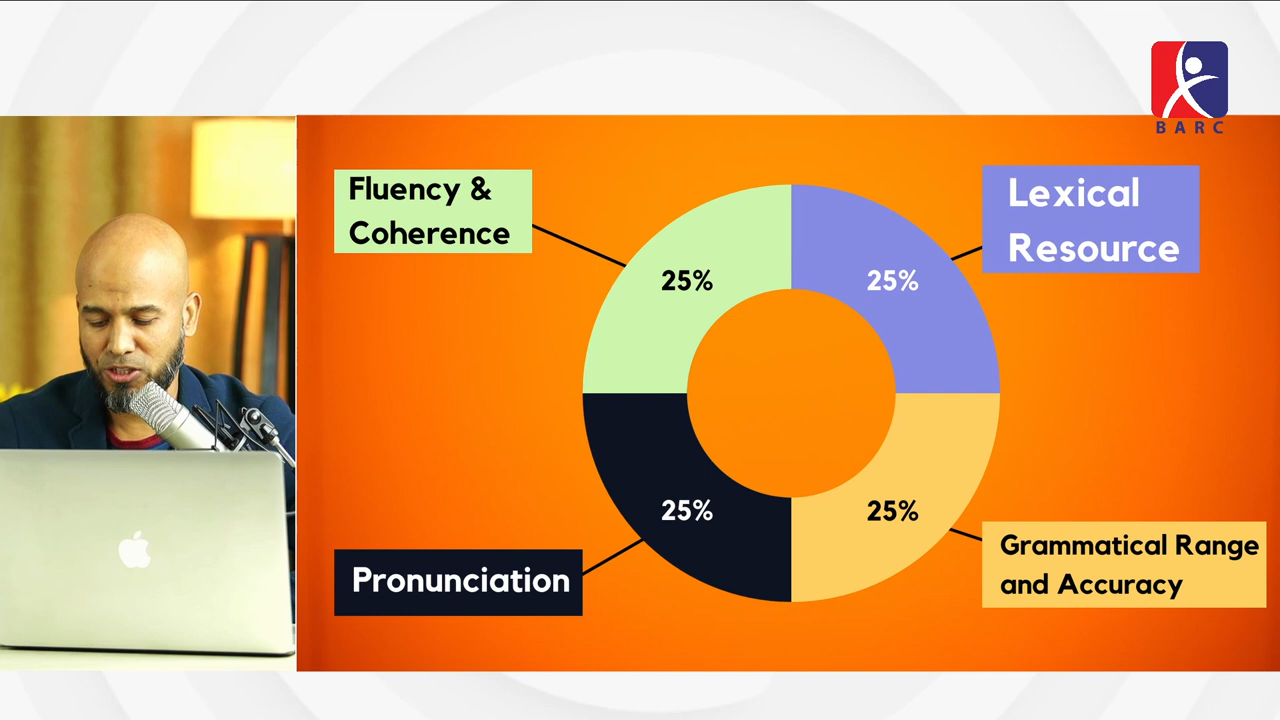 BARC
Fluency &
Coherence
Lexical
Resource
25%
25%
25%
25%
Pronunciation
Grammatical Range
and Accuracy